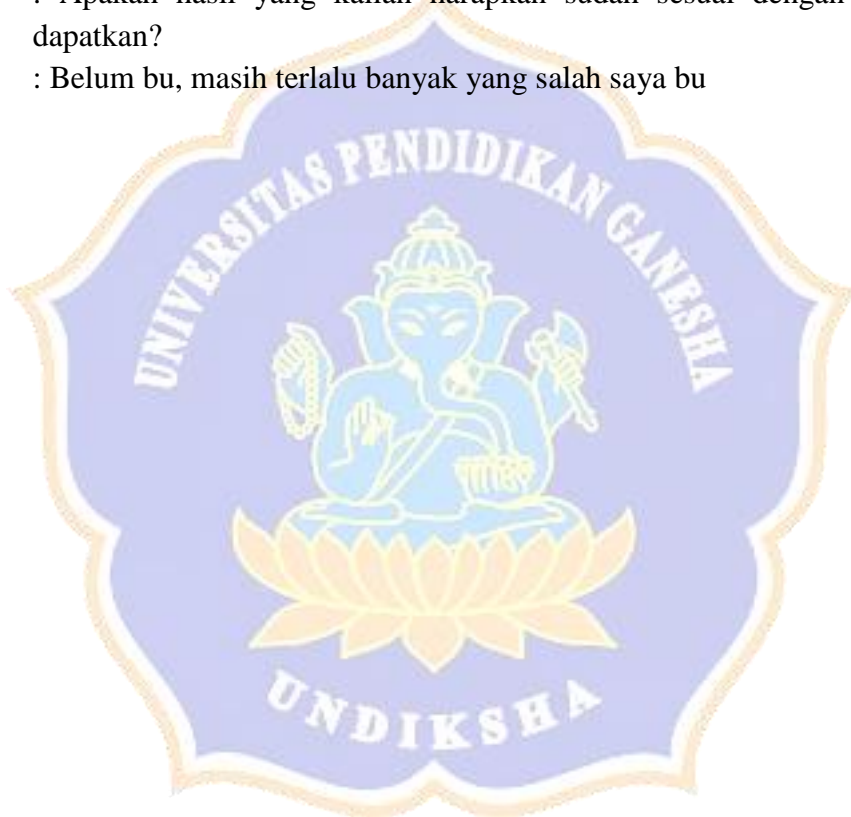 : Apakah hasil yang kalian harapkan sudah sesuai dengan
dapatkan?
: Belum bu, masih terlalu banyak yang salah saya bu
UNIVERSITAS PENDIDIKAN GANESHA
UNDIKSHA